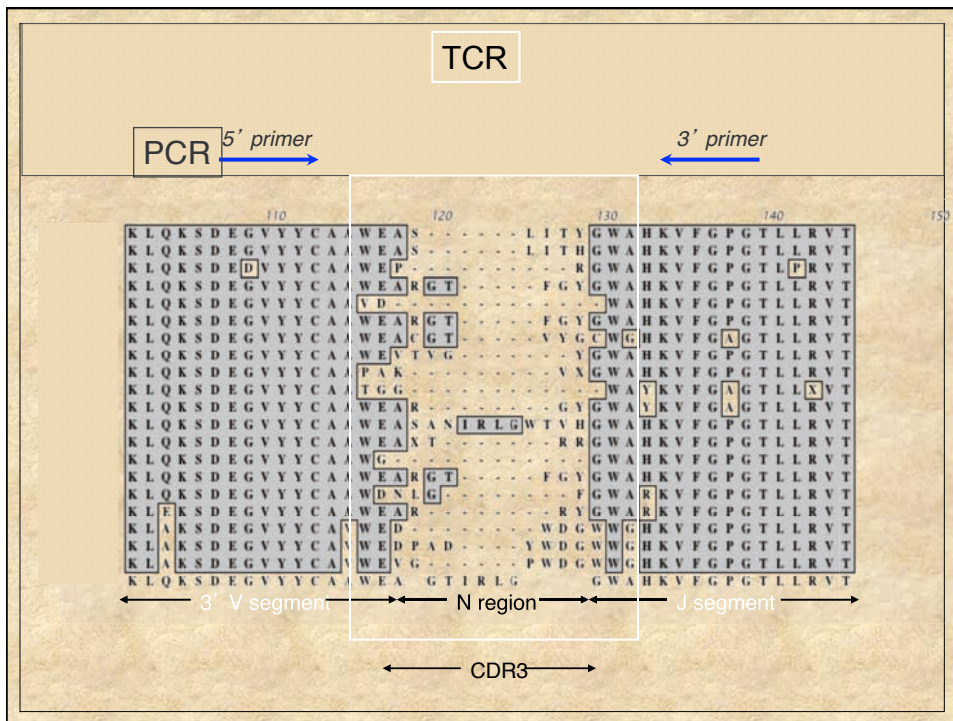 TCR
PCR 5' primer 3' primer
110 120 130 140 150
K L Q K S D E G V Y Y C A A W E A S - - - - - - L I T Y G W A H K V F G P G T L L R V T
K L Q K S D E G V Y Y C A A W E A S - - - - - - L I T H G W A H K V F G P G T L L R V T
K L Q K S D E D V Y Y C A A W E P - - - - - - - - - - R G W A H K V F G P G T L P R V T
K L Q K S D E G V Y Y C A A W E A R G T - - - - - F G Y G W A H K V F G P G T L L R V T
K L Q K S D E G V Y Y C A A V D - - - - - - - - - - - - - W A H K V F G P G T L L R V T
K L Q K S D E G V Y Y C A A W E A R G T - - - - - F G Y G W A H K V F G P G T L L R V T
K L Q K S D E G V Y Y C A A W E A C G T - - - - - V Y G C W G H K V F G A G T L L R V T
K L Q K S D E G V Y Y C A A W E V T V G - - - - - - - Y G W A H K V F G P G T L L R V T
K L Q K S D E G V Y Y C A A P A K - - - - - - - - - V X G W A H K V F G P G T L L R V T
K L Q K S D E G V Y Y C A A T G G - - - - - - - - - - - - W A Y K V F G A G T L L X V T
K L Q K S D E G V Y Y C A A W E A R - - - - - - - - G Y G W A Y K V F G A G T L L R V T
K L Q K S D E G V Y Y C A A W E A S A N I R L G W T V H G W A H K V F G P G T L L R V T
K L Q K S D E G V Y Y C A A W E A X T - - - - - - - R R G W A H K V F G P G T L L R V T
K L Q K S D E G V Y Y C A A W G - - - - - - - - - - - - G W A H K V F G P G T L L R V T
K L Q K S D E G V Y Y C A A W E A R G T - - - - - F G Y G W A H K V F G P G T L L R V T
K L Q K S D E G V Y Y C A A W D N L G - - - - - - - - F G W A R K V F G P G T L L R V T
K L E K S D E G V Y Y C A A W E A R - - - - - - - - R Y G W A R K V F G P G T L L R V T
K L A K S D E G V Y Y C A V W E D - - - - - - - - W D G W W G H K V F G P G T L L R V T
K L A K S D E G V Y Y C A V W E D P A D - - - - Y W D G W W G H K V F G P G T L L R V T
K L A K S D E G V Y Y C A V W E V G - - - - - - P W D G W W G H K V F G P G T L L R V T
K L Q K S D E G V Y Y C A A W E A G T I R L G G W A H K V F G P G T L L R V T
3' V segment N region J segment
CDR3